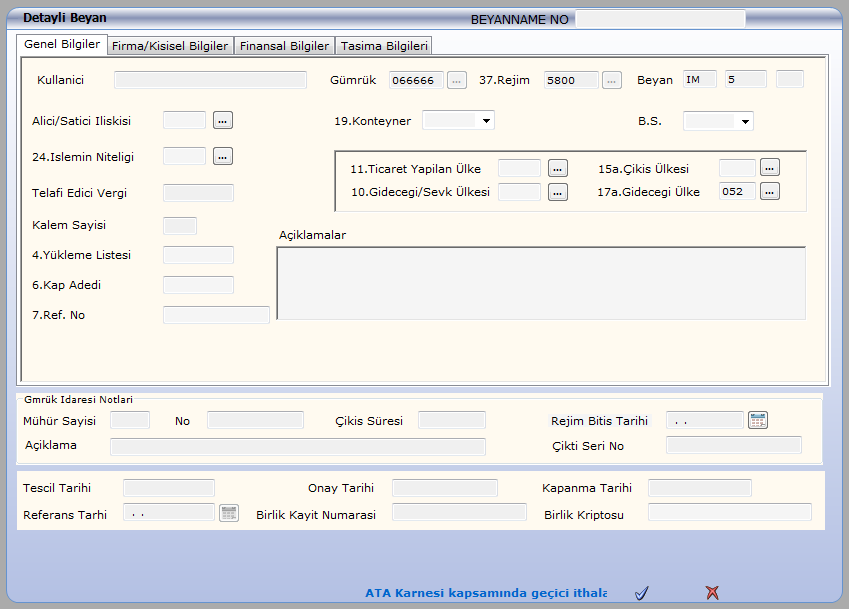 Detayli Beyan BEYANNAME NO
Genel Bilgiler Firma/Kisisel Bilgiler Finansal Bilgiler Tasima Bilgileri
Kullanici Gümrük 066666 ... 37.Rejim 5800 ... Beyan IM 5
Alici/Satici Iliskisi ... 19.Konteyner B.S.
24.Islemin Niteligi ...
11.Ticaret Yapilan Ülke ... 15a.Çikis Ülkesi ...
Telafi Edici Vergi 10.Gidecegi/Sevk Ülkesi ... 17a.Gidecegi Ülke 052 ...
Kalem Sayisi
Açiklamalar
4.Yükleme Listesi
6.Kap Adedi
7.Ref. No
Gmrük Idaresi Notlari
Mühür Sayisi No Çikis Süresi Rejim Bitis Tarihi . .
Açiklama Çikti Seri No
Tescil Tarihi Onay Tarihi Kapanma Tarihi
Referans Tarhi . . Birlik Kayit Numarasi Birlik Kriptosu
ATA Karnesi kapsamında geçici ithala